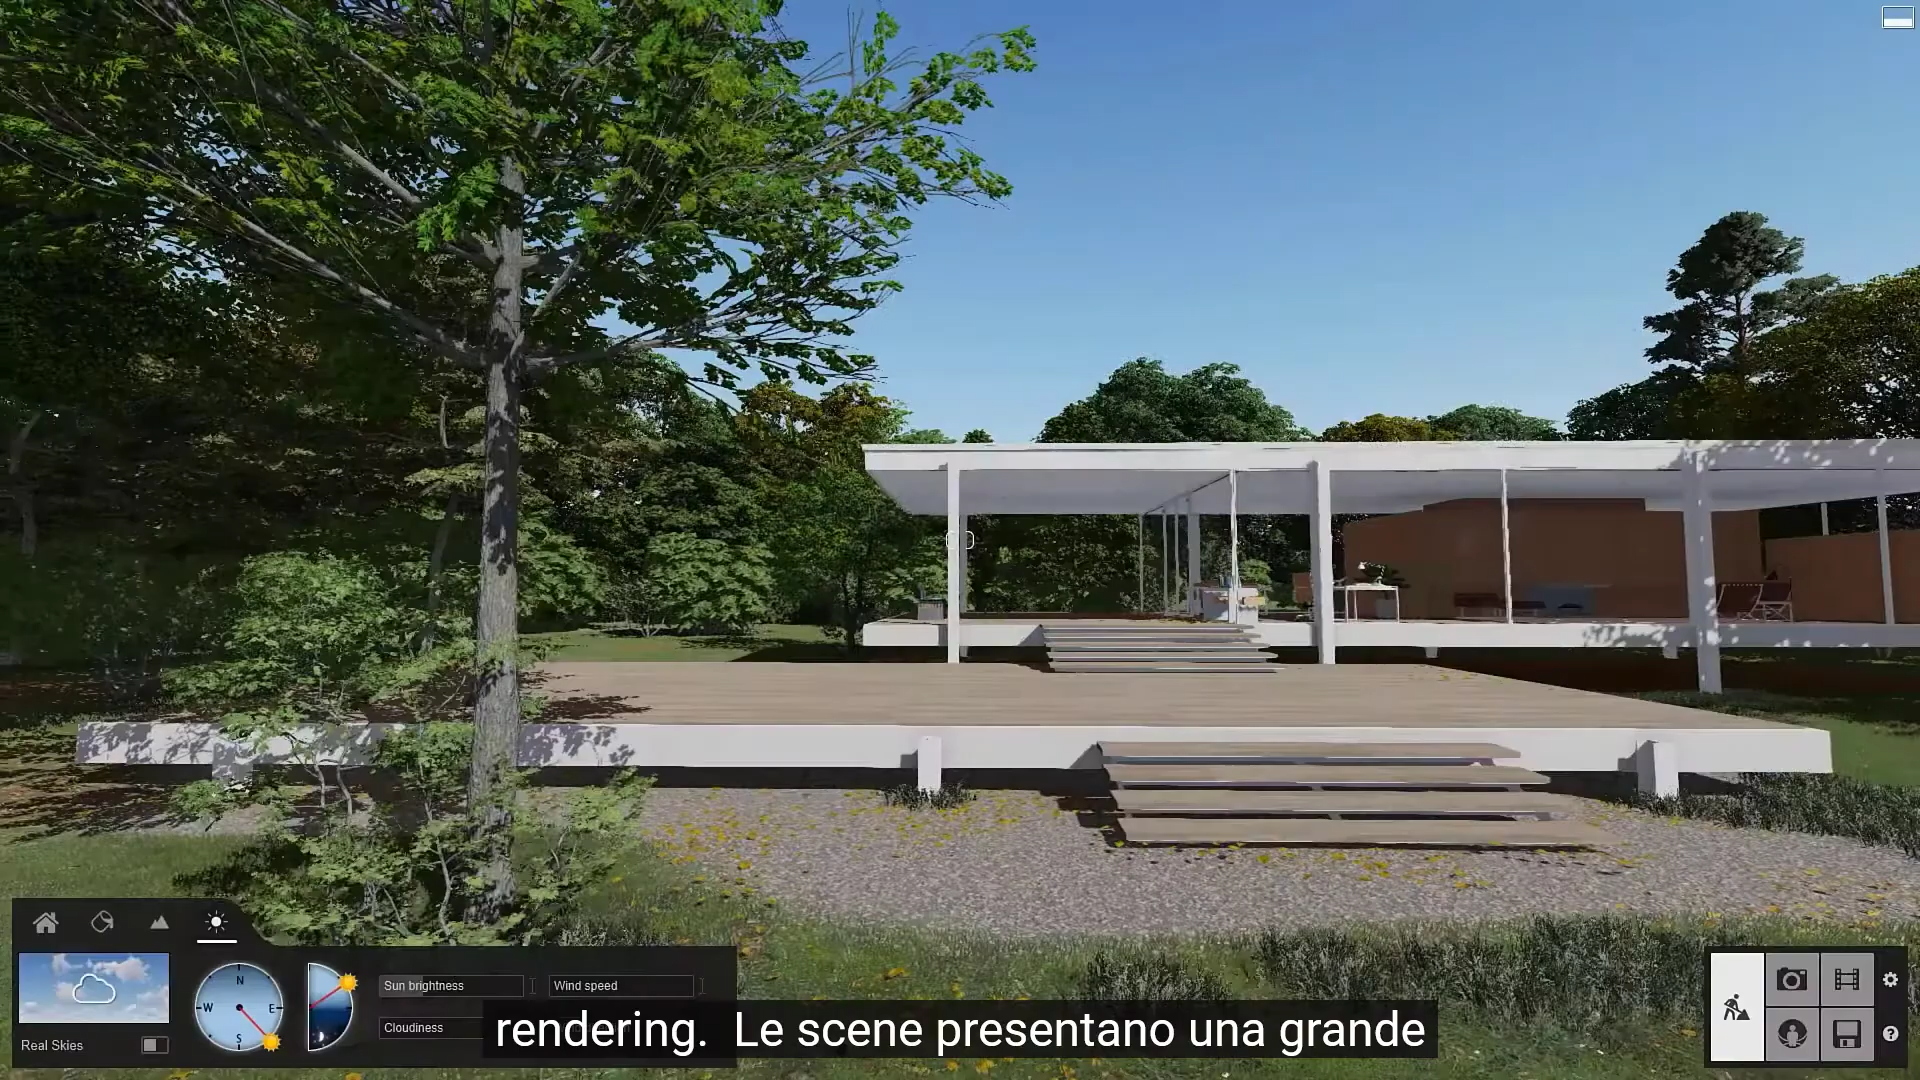 N
W
E
S
Sun brightness
Wind speed
Cloudiness
Real Skies
rendering. Le scene presentano una grande
?